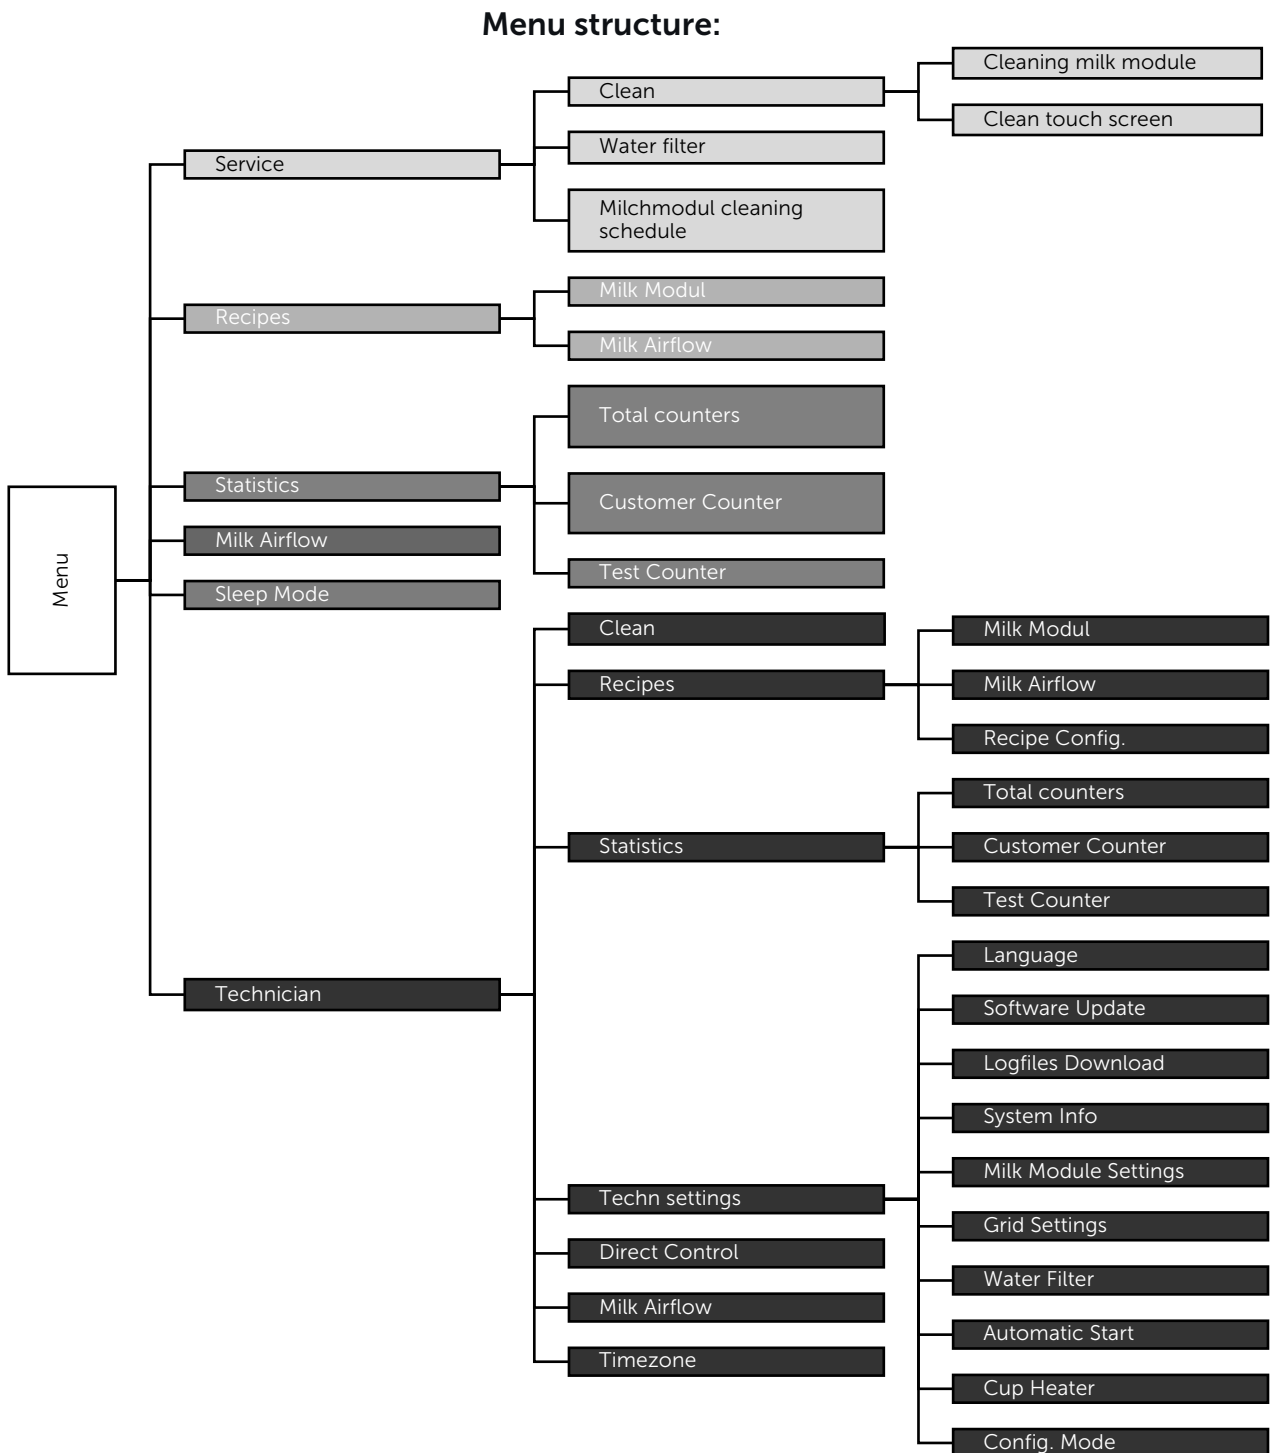 Menu structure:
Cleaning milk module
Clean
Clean touch screen
Water filter
Service
Milchmodul cleaning
schedule
Milk Modul
Recipes
Milk Airflow
Total counters
Statistics
Customer Counter
Milk Airflow
Menu
Test Counter
Sleep Mode
Clean
Milk Modul
Recipes
Milk Airflow
Recipe Config.
Total counters
Statistics
Customer Counter
Test Counter
Language
Technician
Software Update
Logfiles Download
System Info
Milk Module Settings
Techn settings
Grid Settings
Direct Control
Water Filter
Milk Airflow
Automatic Start
Timezone
Cup Heater
Config. Mode